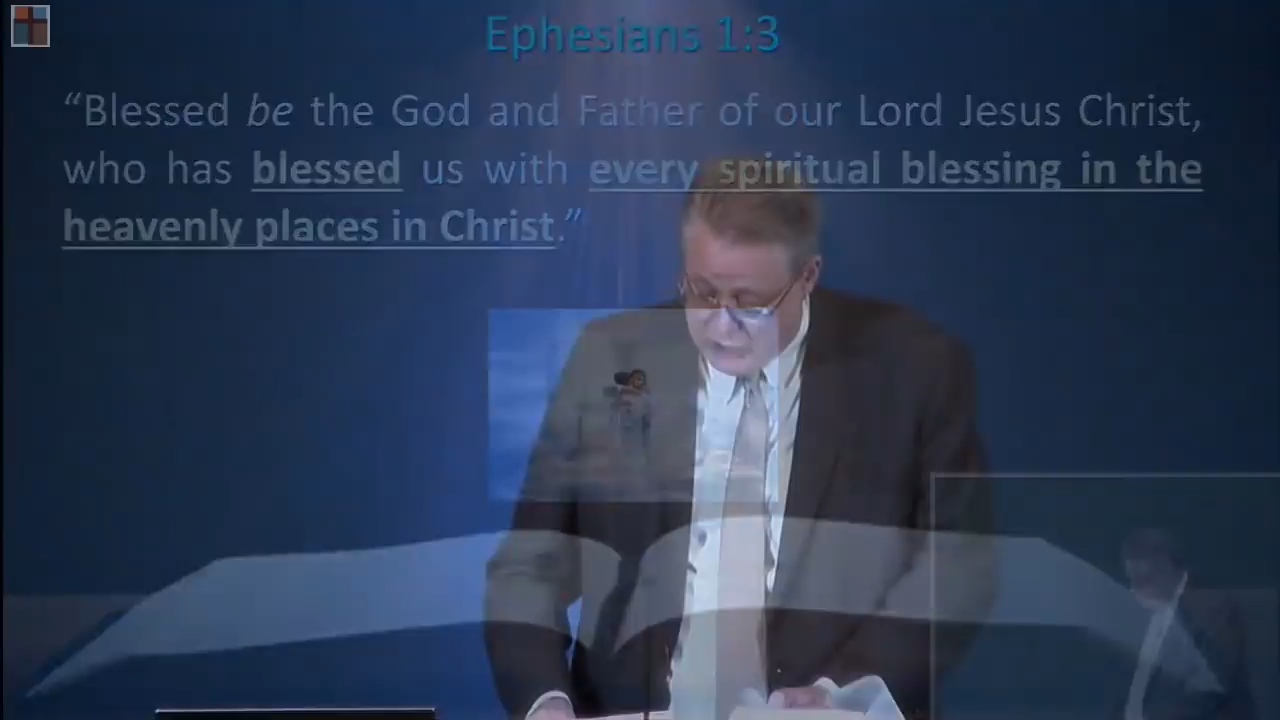 Ephesians 1:3
“Blessed be the God and Father of our Lord Jesus Christ,
who has blessed us with every spiritual blessing in the
heavenly places in Christ.”